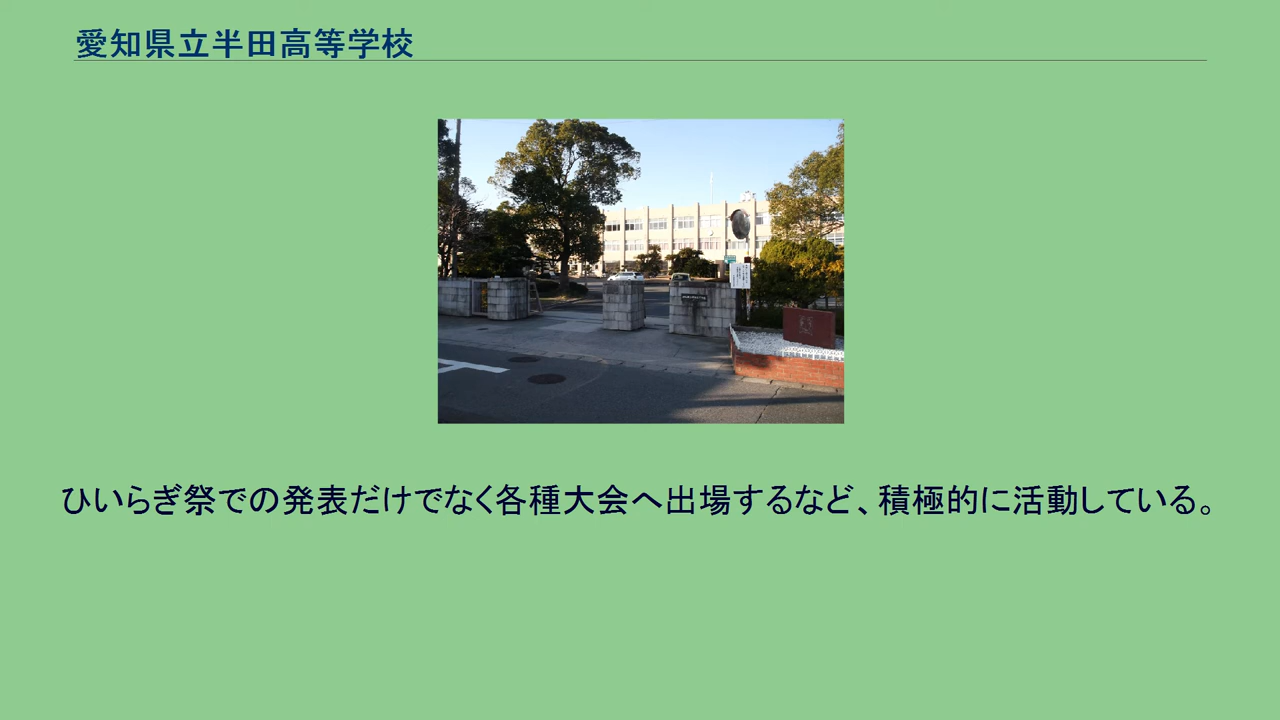 愛知県立半田高等学校
ひいらぎ祭での発表だけでなく各種大会へ出場するなど、積極的に活動している。